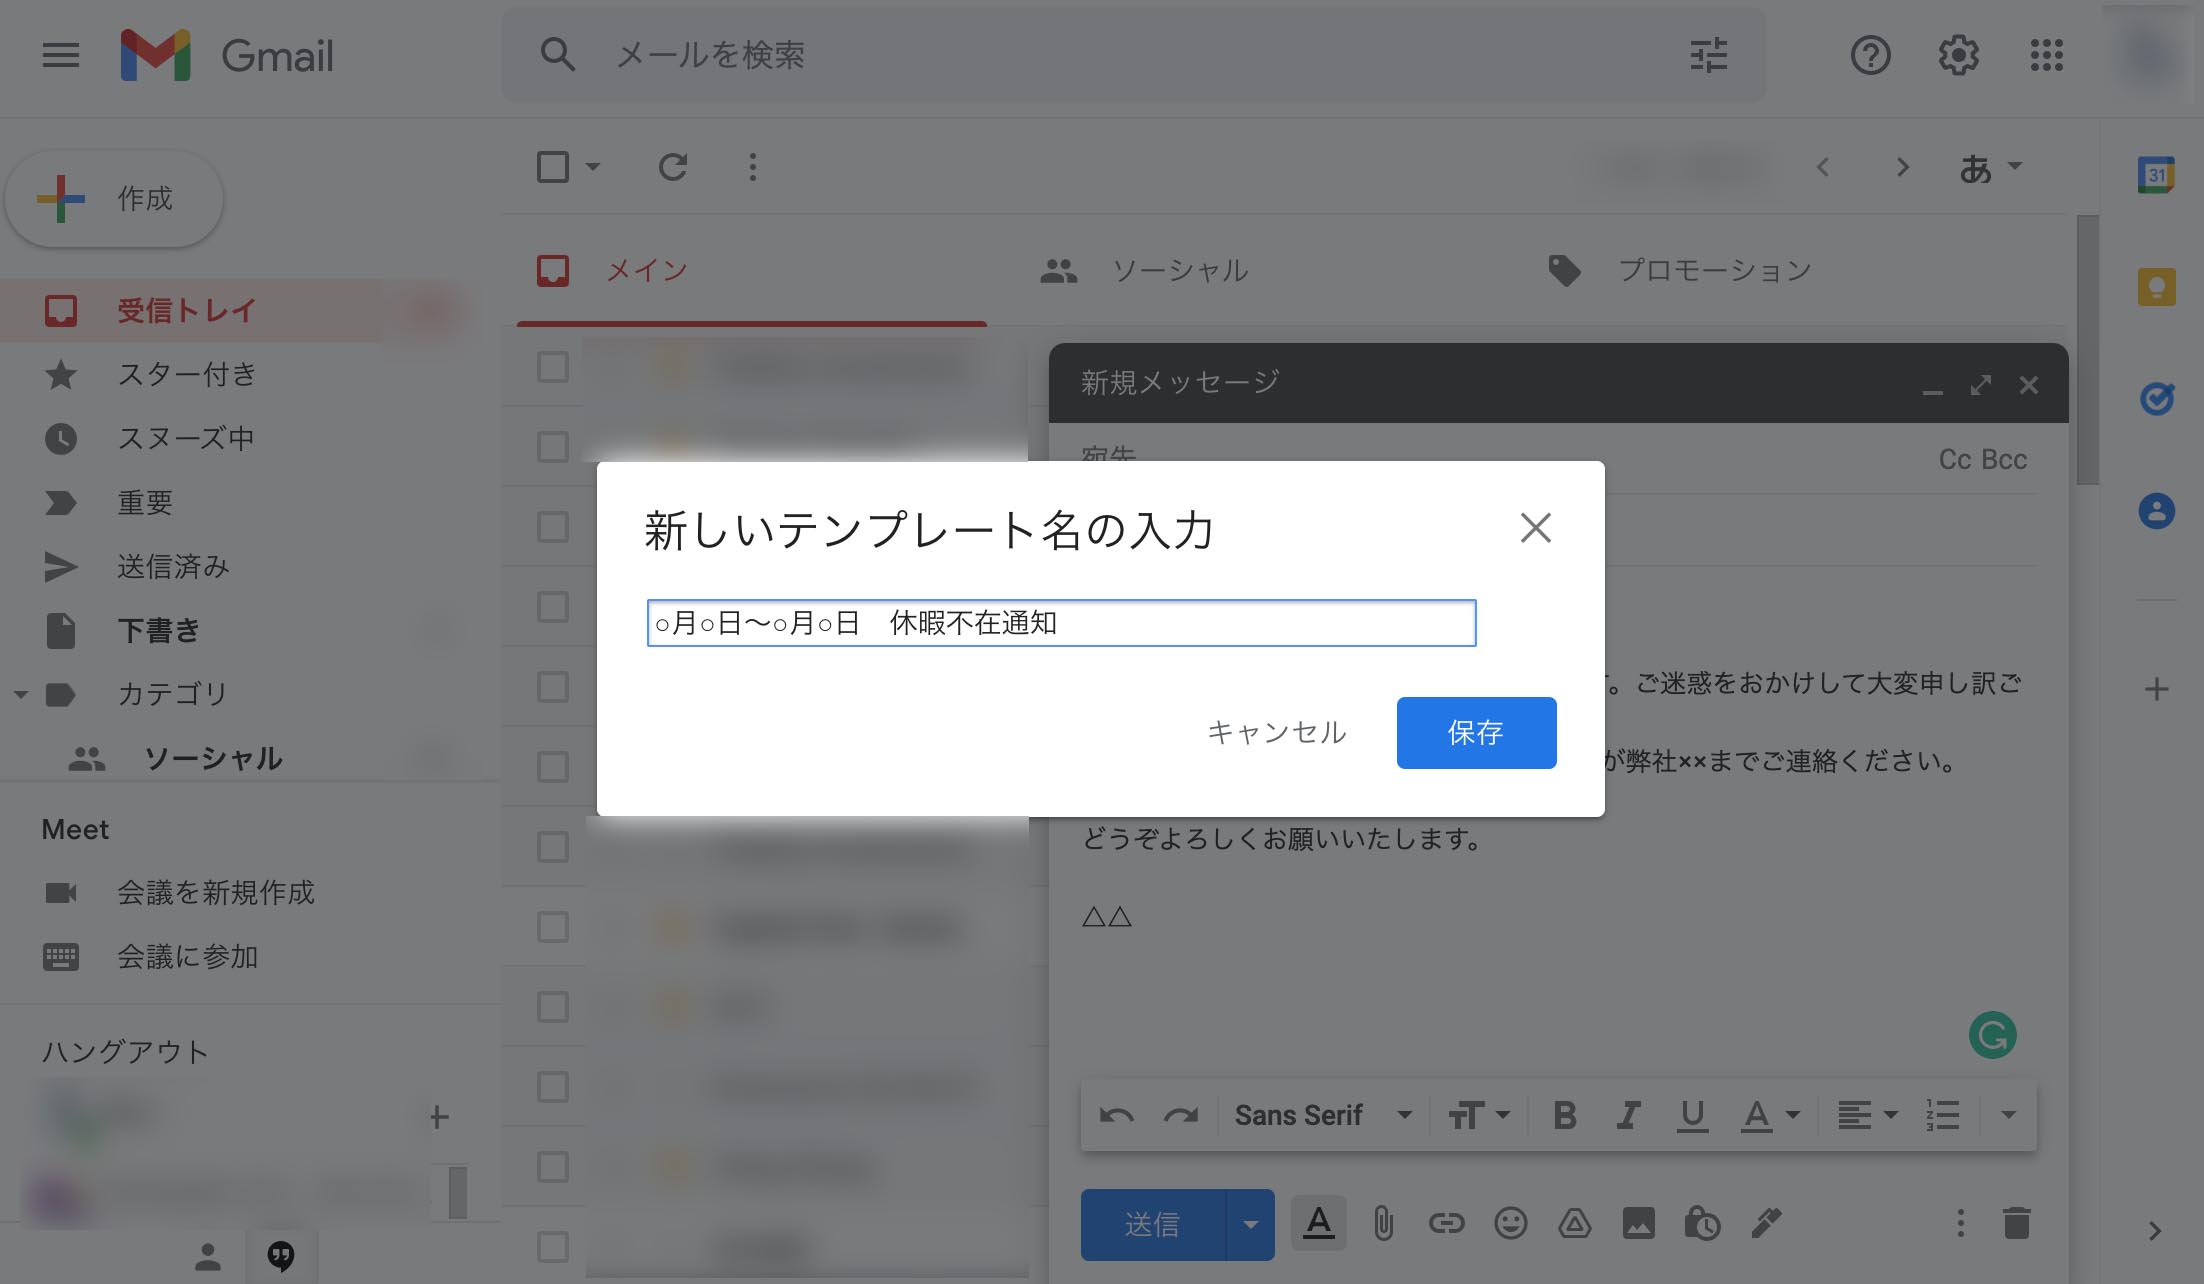 Gmail
メールを検索
作成
あ
31
メイン
ソーシャル
プロモーション
受信トレイ
スター付き
スヌーズ中
重要
送信済み
下書き
カテゴリ
ソーシャル
Meet
会議を新規作成
会議に参加
ハングアウト
新規メッセージ
宛先
Cc Bcc
新しいテンプレート名の入力
○月○日〜○月○日　休暇不在通知
キャンセル
保存
。ご迷惑をおかけして大変申し訳ご
が弊社××までご連絡ください。
どうぞよろしくお願いいたします。
△△
Sans Serif
送信